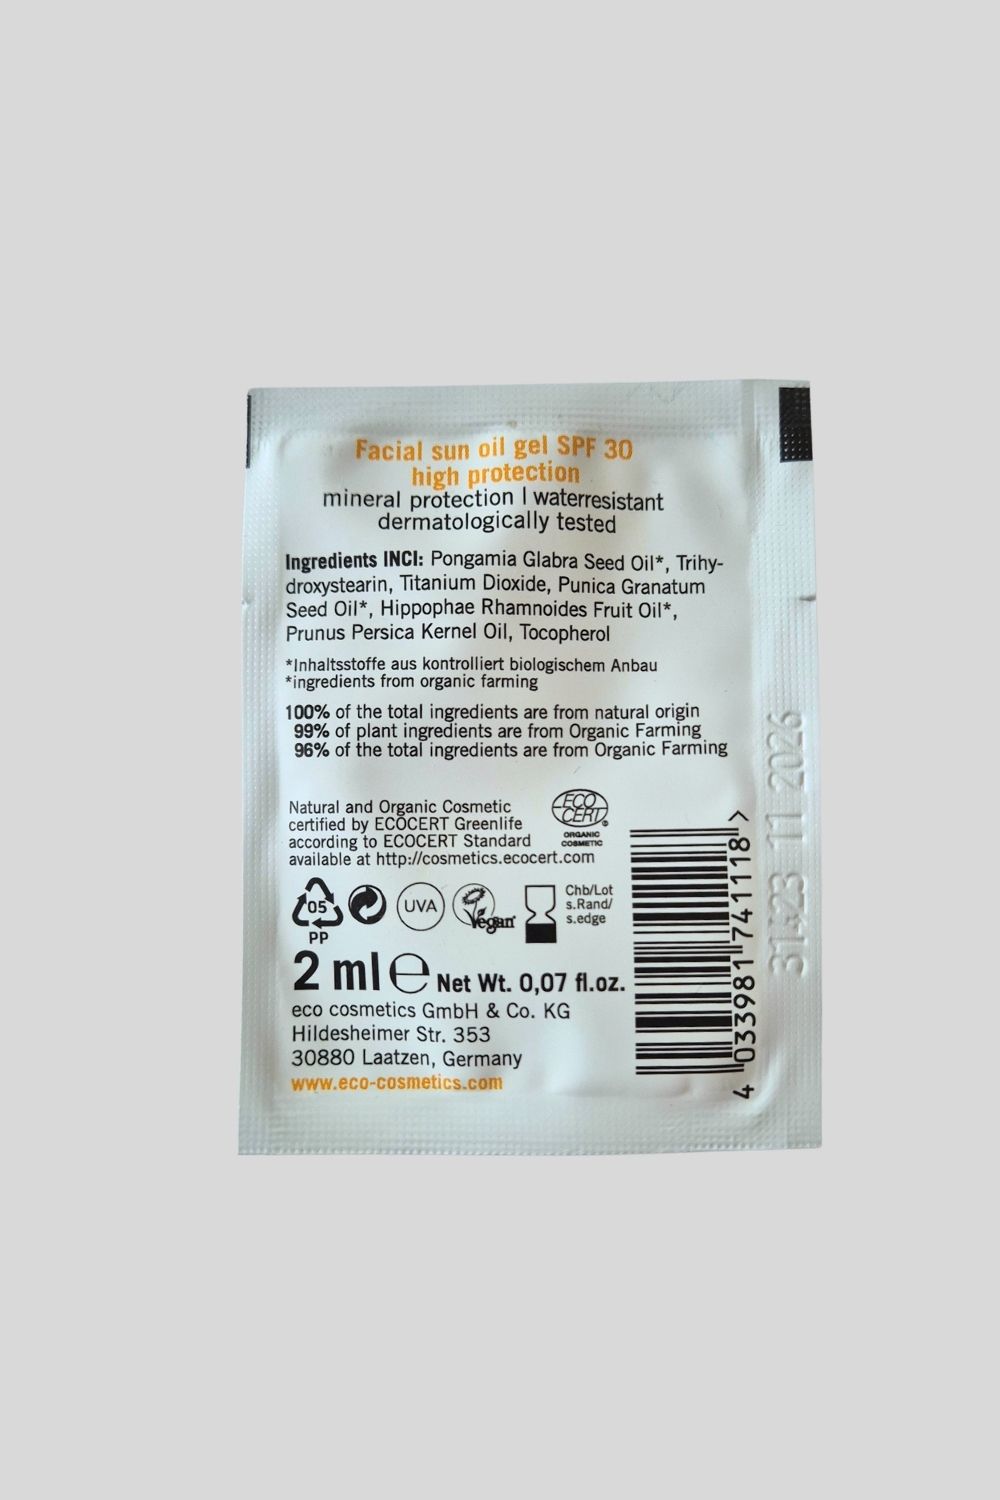 Facial sun oil gel SPF 30
high protection
mineral protection | waterresistant
dermatologically tested
Ingredients INCI: Pongamia Glabra Seed Oil*, Trihy-
droxystearin, Titanium Dioxide, Punica Granatum
Seed Oil*, Hippophae Rhamnoides Fruit Oil*,
Prunus Persica Kernel Oil, Tocopherol
*Inhaltsstoffe aus kontrolliert biologischem Anbau
*ingredients from organic farming
100% of the total ingredients are from natural origin
99% of plant ingredients are from Organic Farming
96% of the total ingredients are from Organic Farming
Natural and Organic Cosmetic
certified by ECOCERT Greenlife
according to ECOCERT Standard
available at http://cosmetics.ecocert.com
ECO
CERT®
ORGANIC
COSMETIC
05
PP
UVA
Vegan
Chb/Lot
s.Rand/
s.edge
2 ml ℮ Net Wt. 0,07 fl.oz.
eco cosmetics GmbH & Co. KG
Hildesheimer Str. 353
30880 Laatzen, Germany
www.eco-cosmetics.com
4 033981 741118 >
31423 11 2026